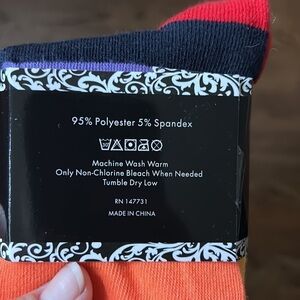 95% Polyester 5% Spandex
Machine Wash Warm
Only Non-Chlorine Bleach When Needed
Tumble Dry Low
RN 147731
MADE IN CHINA